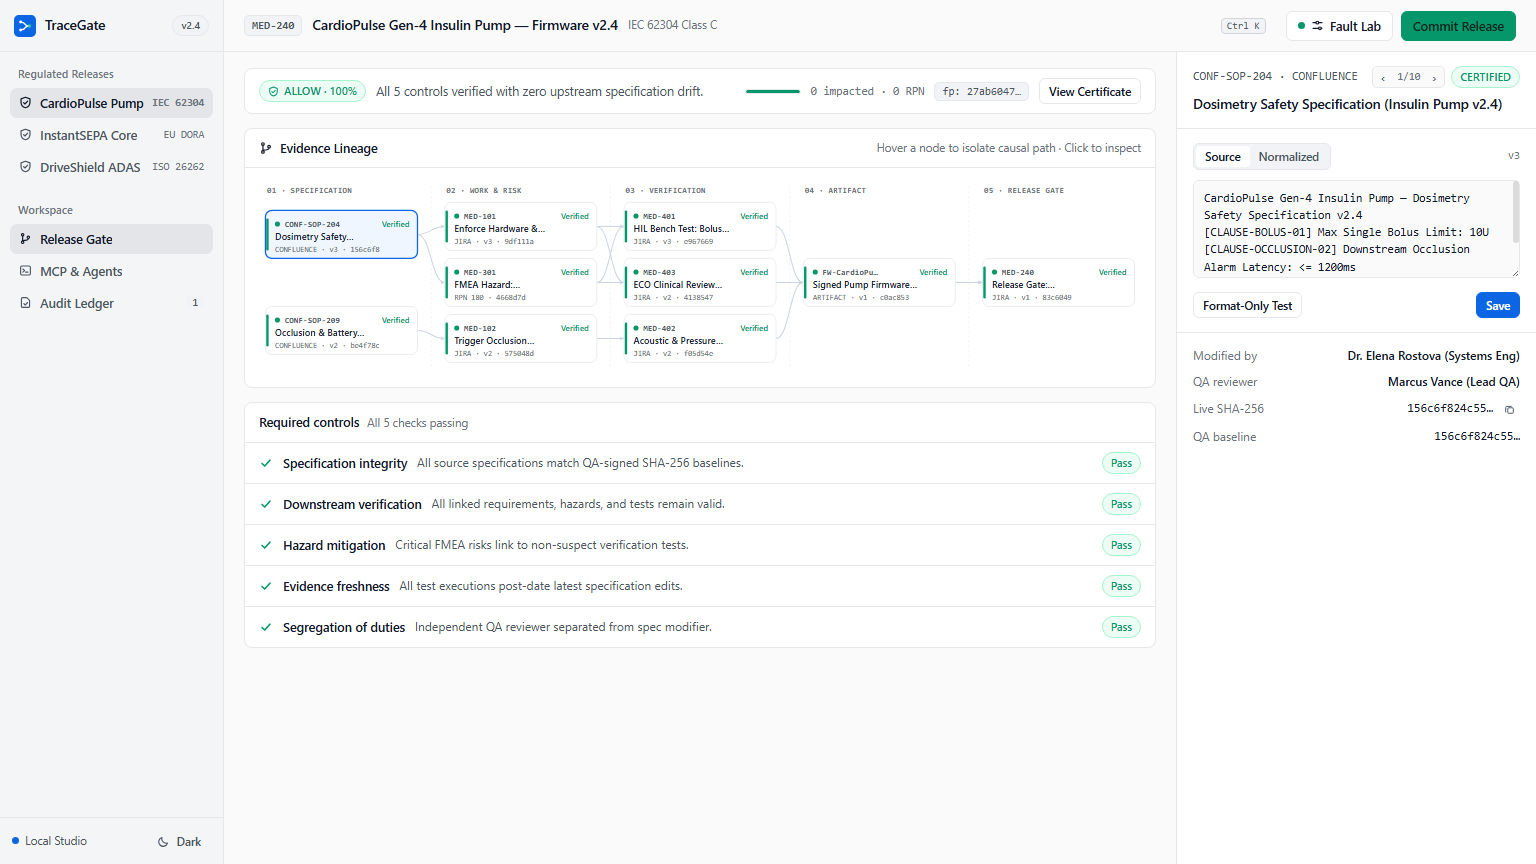 TraceGate
v2.4
Regulated Releases
CardioPulse Pump IEC 62304
InstantSEPA Core EU DORA
DriveShield ADAS ISO 26262
Workspace
Release Gate
MCP & Agents
Audit Ledger 1
Local Studio
Dark
MED-240 CardioPulse Gen-4 Insulin Pump — Firmware v2.4 IEC 62304 Class C
Ctrl K
Fault Lab
Commit Release
ALLOW · 100% All 5 controls verified with zero upstream specification drift.
0 impacted · 0 RPN
fp: 27ab6047…
View Certificate
Evidence Lineage
Hover a node to isolate causal path · Click to inspect
01 · SPECIFICATION
CONF-SOP-204 Verified
Dosimetry Safety…
CONFLUENCE · v3 · 156c6f8
CONF-SOP-209 Verified
Occlusion & Battery…
CONFLUENCE · v2 · be4f78c
02 · WORK & RISK
MED-101 Verified
Enforce Hardware &…
JIRA · v3 · 9df111a
MED-301 Verified
FMEA Hazard:…
RPN 180 · 4668d7d
MED-102 Verified
Trigger Occlusion…
JIRA · v2 · 575048d
03 · VERIFICATION
MED-401 Verified
HIL Bench Test: Bolus…
JIRA · v3 · e967669
MED-403 Verified
ECO Clinical Review…
JIRA · v2 · 4138547
MED-402 Verified
Acoustic & Pressure…
JIRA · v2 · f05d54e
04 · ARTIFACT
FW-CardioPu… Verified
Signed Pump Firmware…
ARTIFACT · v1 · c0ac853
05 · RELEASE GATE
MED-240 Verified
Release Gate:…
JIRA · v1 · 83c6049
Required controls All 5 checks passing
Specification integrity All source specifications match QA-signed SHA-256 baselines. Pass
Downstream verification All linked requirements, hazards, and tests remain valid. Pass
Hazard mitigation Critical FMEA risks link to non-suspect verification tests. Pass
Evidence freshness All test executions post-date latest specification edits. Pass
Segregation of duties Independent QA reviewer separated from spec modifier. Pass
CONF-SOP-204 · CONFLUENCE
‹ 1/10 ›
CERTIFIED
Dosimetry Safety Specification (Insulin Pump v2.4)
Source Normalized v3
CardioPulse Gen-4 Insulin Pump — Dosimetry
Safety Specification v2.4
[CLAUSE-BOLUS-01] Max Single Bolus Limit: 10U
[CLAUSE-OCCLUSION-02] Downstream Occlusion
Alarm Latency: <= 1200ms
Format-Only Test
Save
Modified by Dr. Elena Rostova (Systems Eng)
QA reviewer Marcus Vance (Lead QA)
Live SHA-256 156c6f824c55…
QA baseline 156c6f824c55…